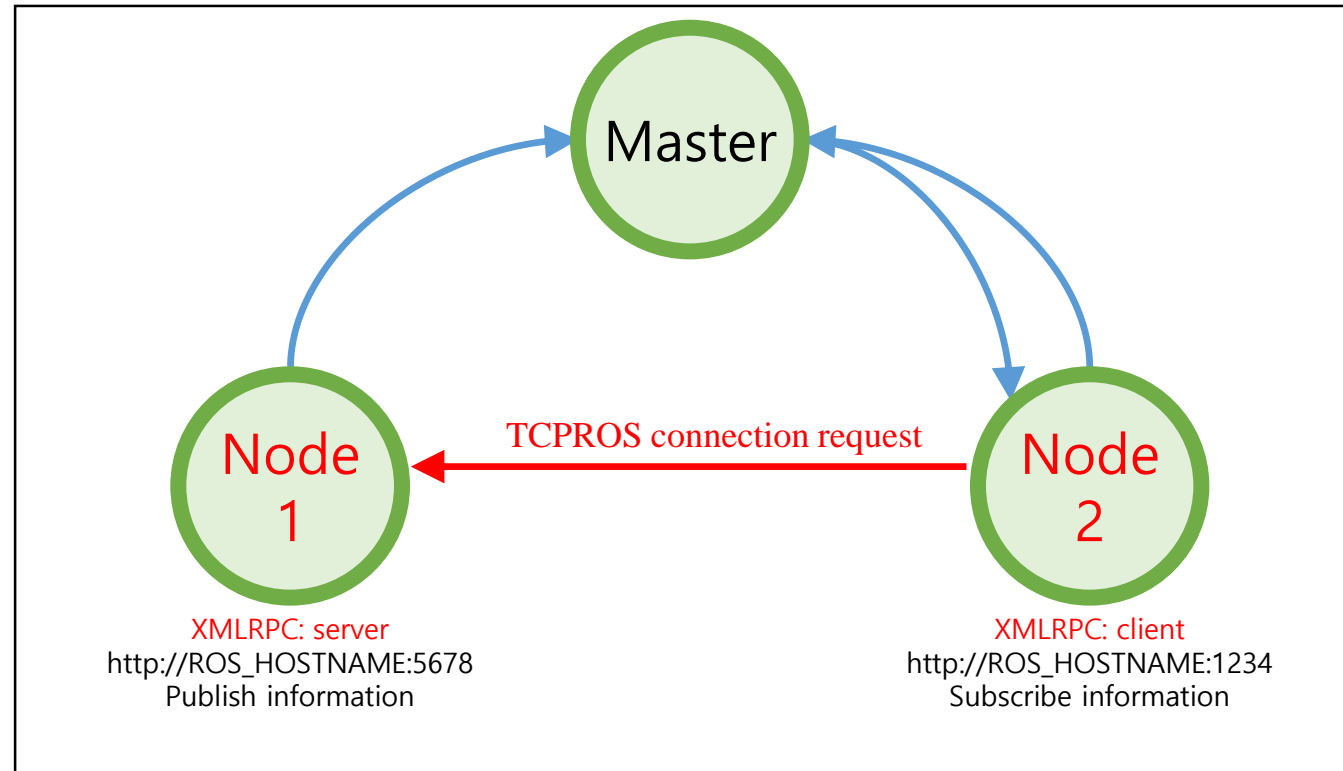 Master
TCPROS connection request
Node
1
Node
2
XMLRPC: server
http://ROS_HOSTNAME:5678
Publish information
XMLRPC: client
http://ROS_HOSTNAME:1234
Subscribe information